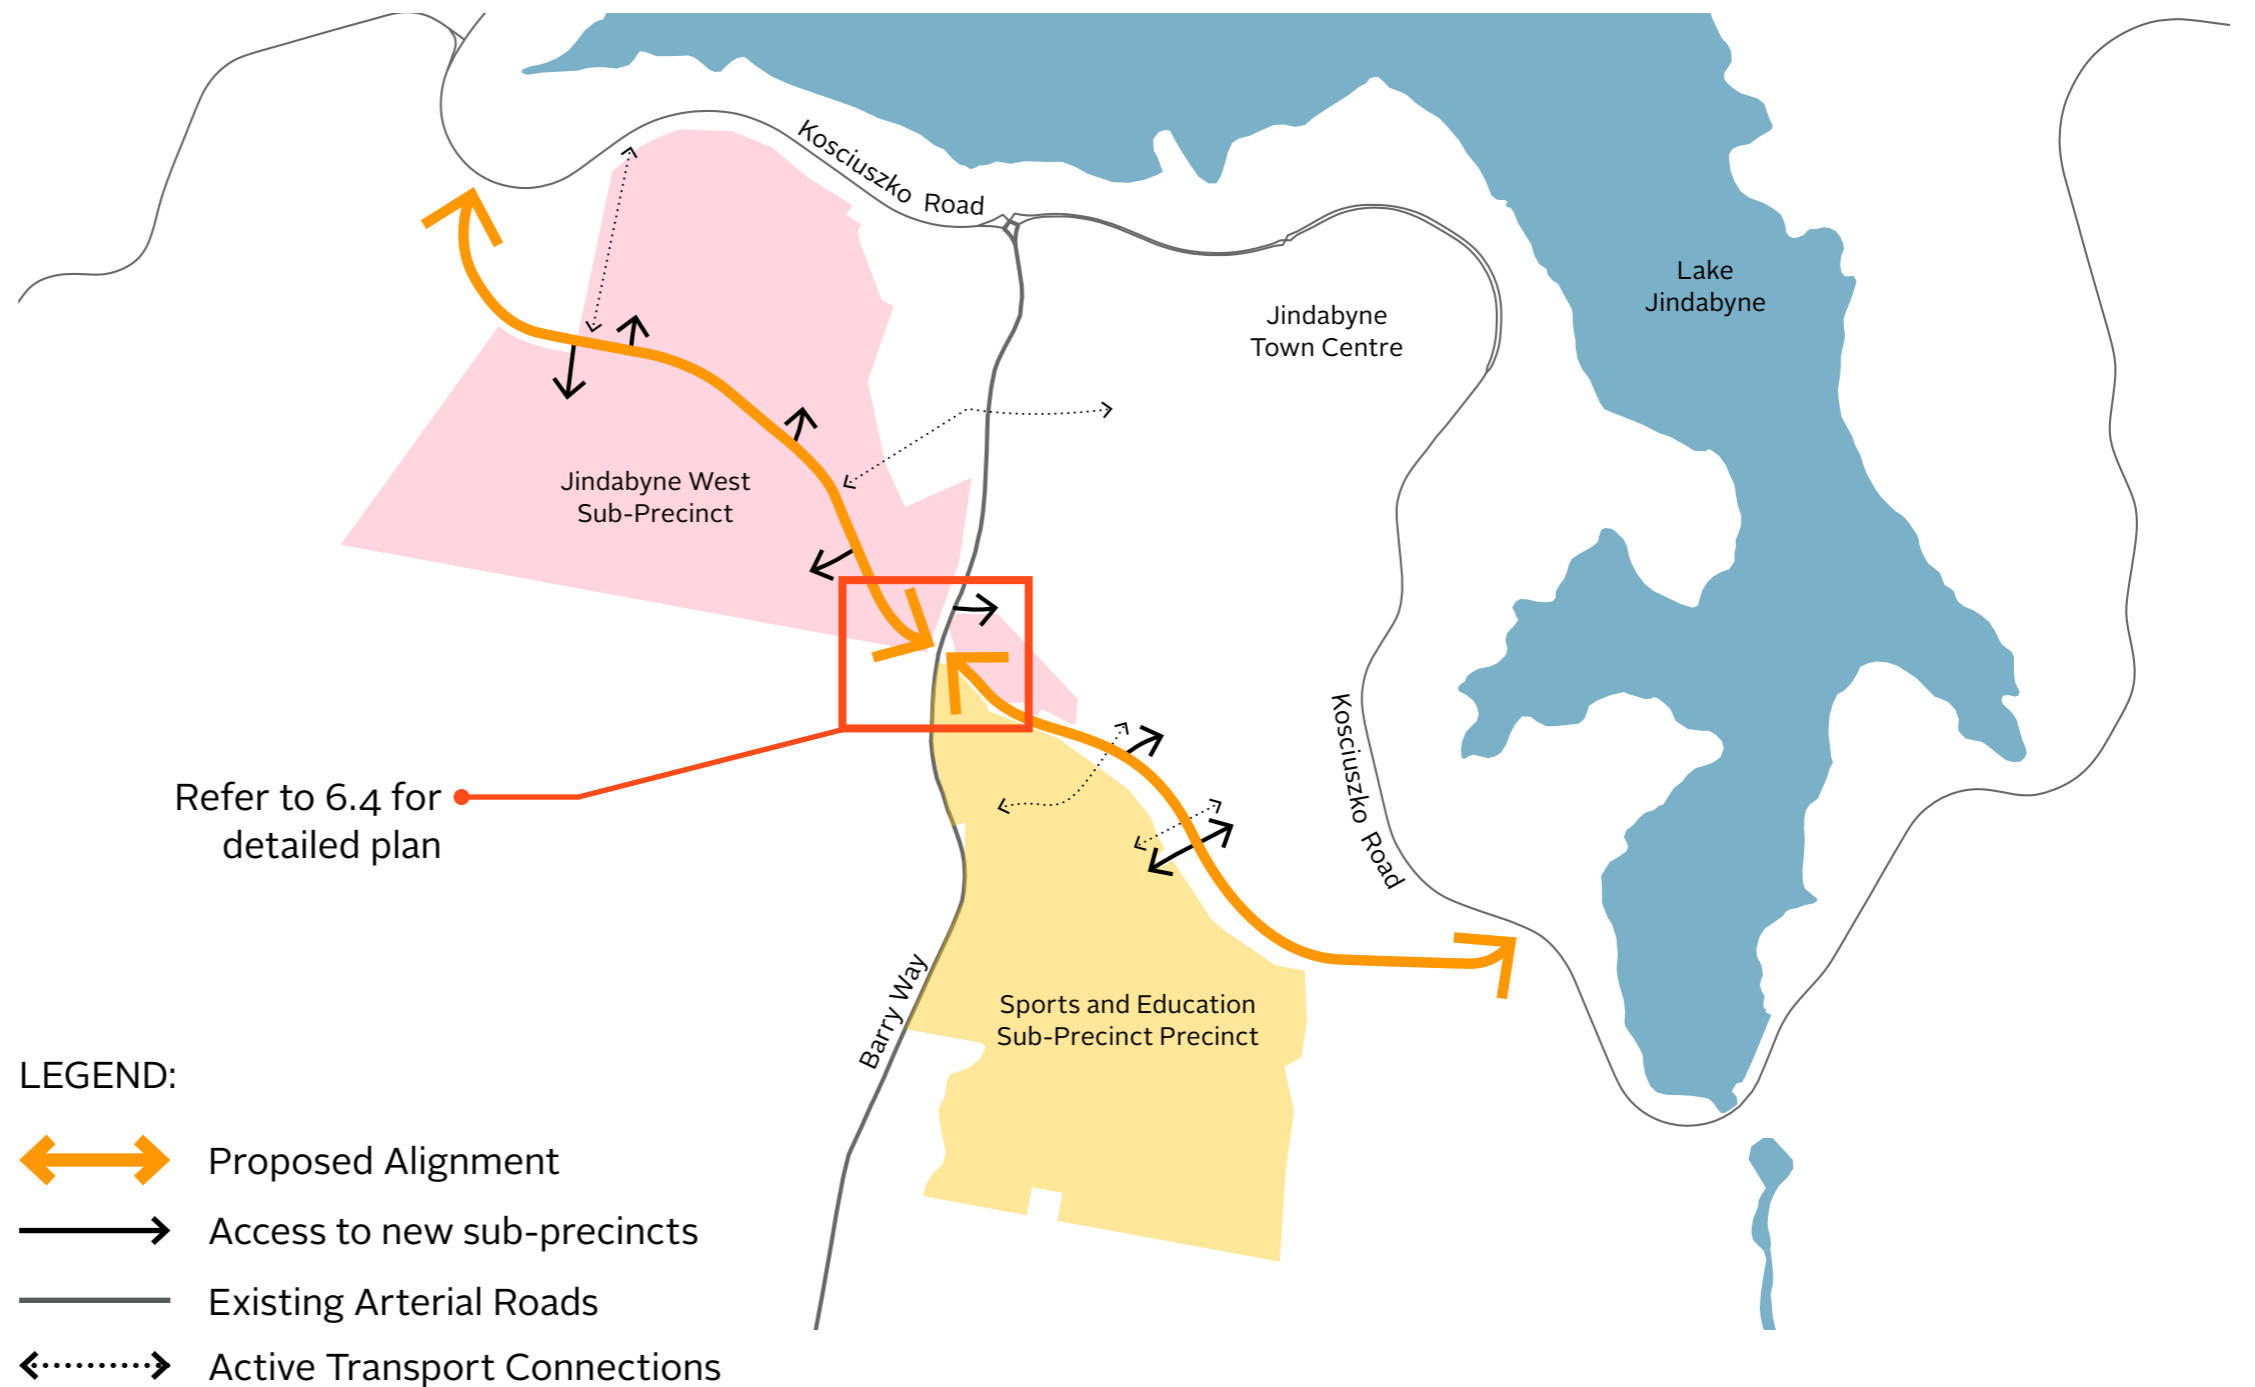 Kosciuszko Road
Lake
Jindabyne
Jindabyne
Town Centre
Jindabyne West
Sub-Precinct
Kosciuszko Road
Refer to 6.4 for
detailed plan
Barry Way
Sports and Education
Sub-Precinct Precinct
LEGEND:
Proposed Alignment
Access to new sub-precincts
Existing Arterial Roads
Active Transport Connections